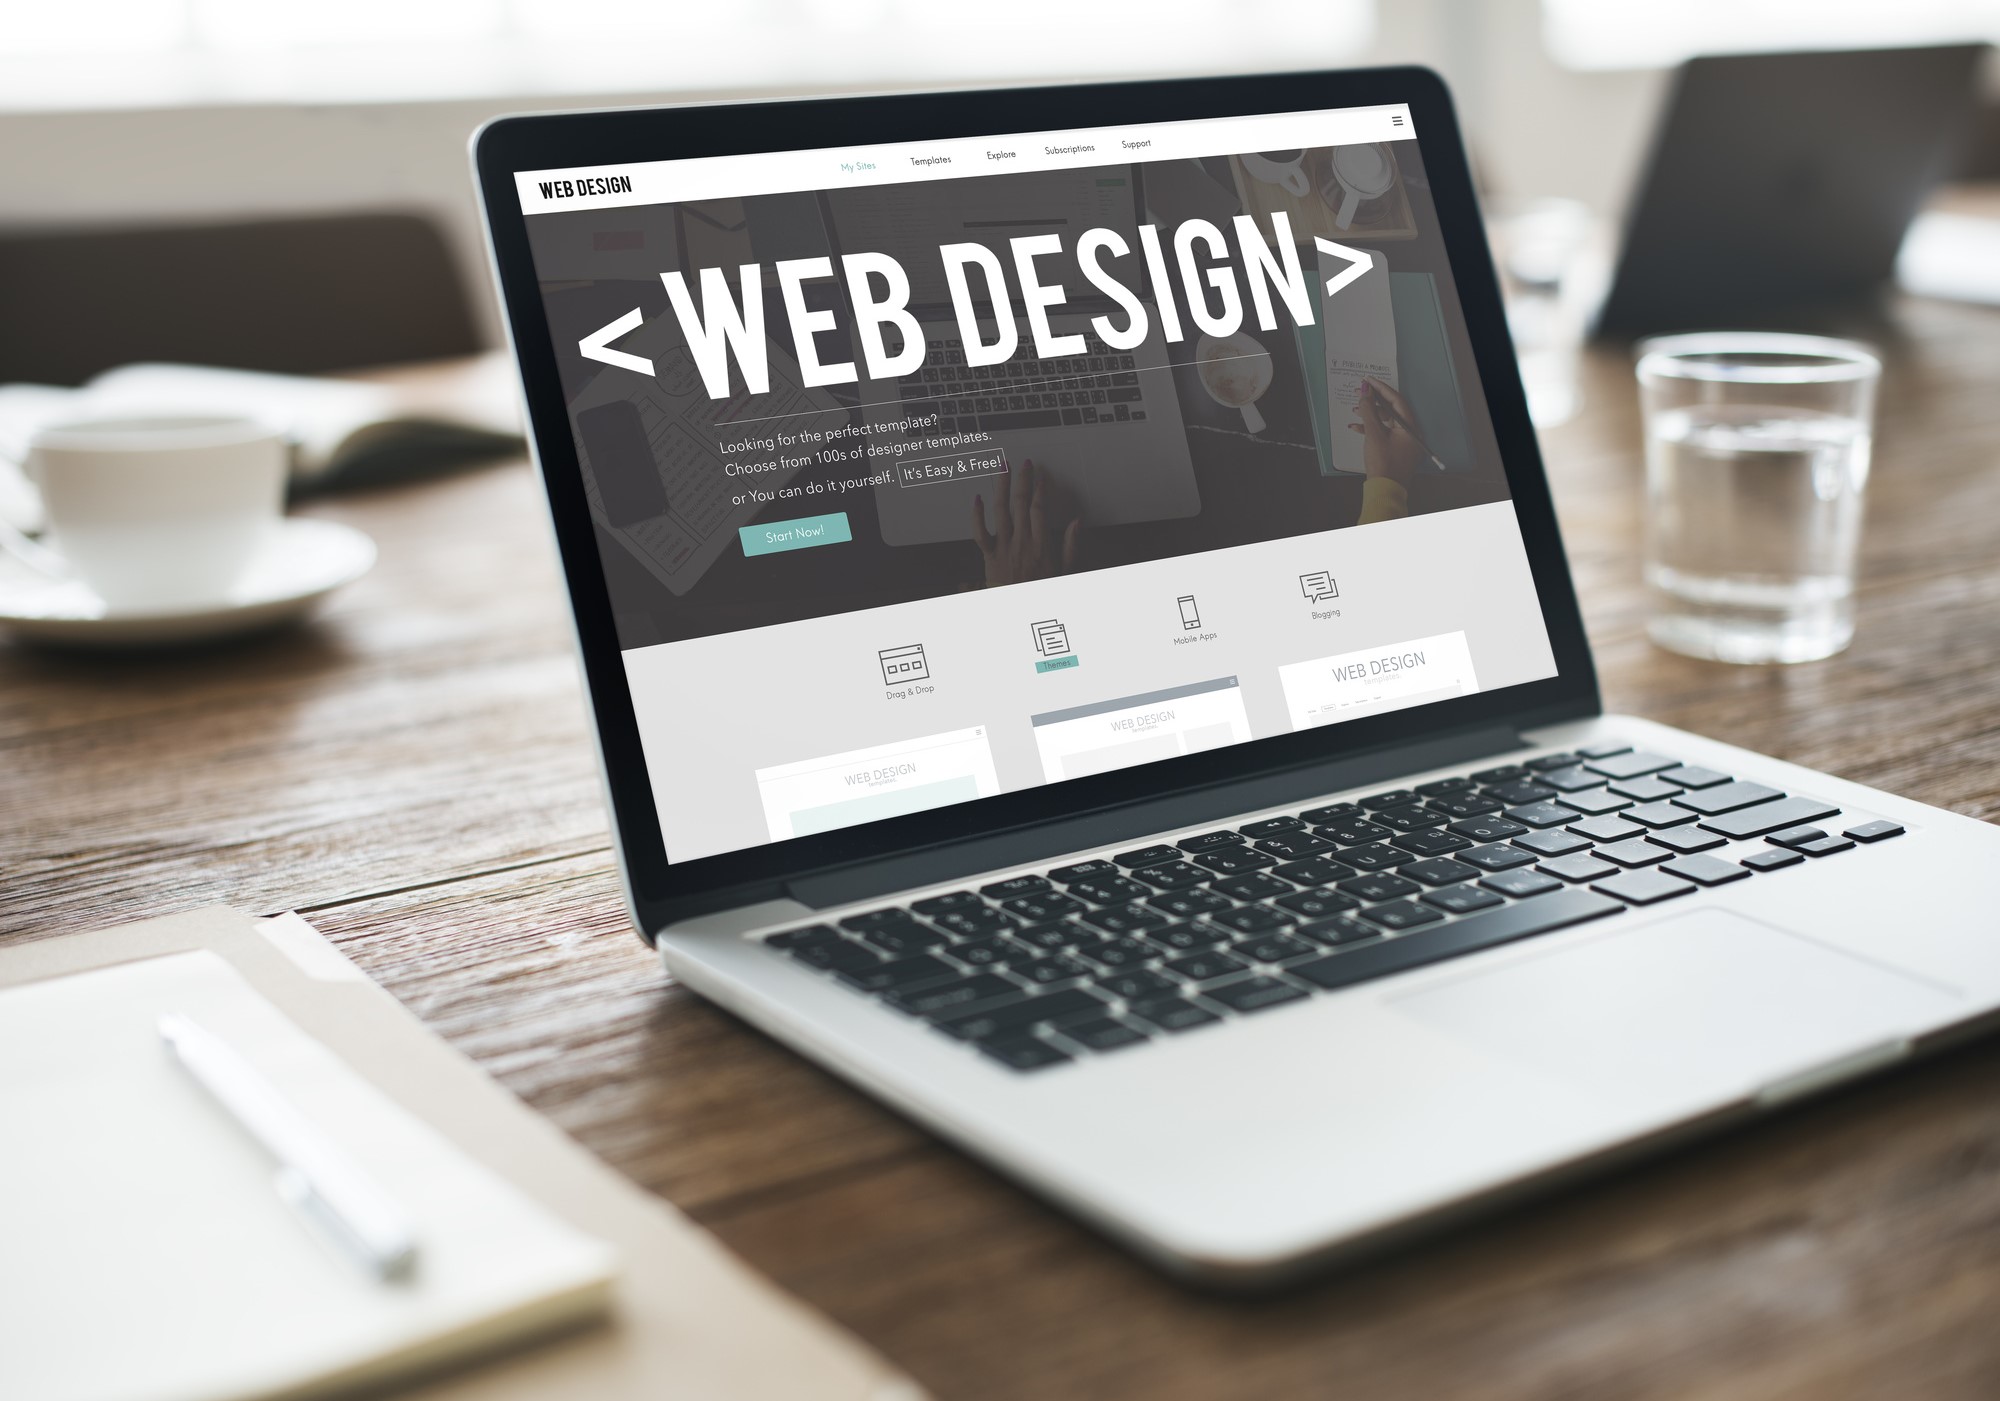 WEB DESIGN
My Sites Templates Explore Subscriptions Support
<WEB DESIGN>
Looking for the perfect template?
Choose from 100s of designer templates.
or You can do it yourself. It's Easy & Free!
Start Now!
Drag & Drop
Themes
Mobile Apps
Blogging
WEB DESIGN
templates.
WEB DESIGN
templates.
WEB DESIGN
templates.